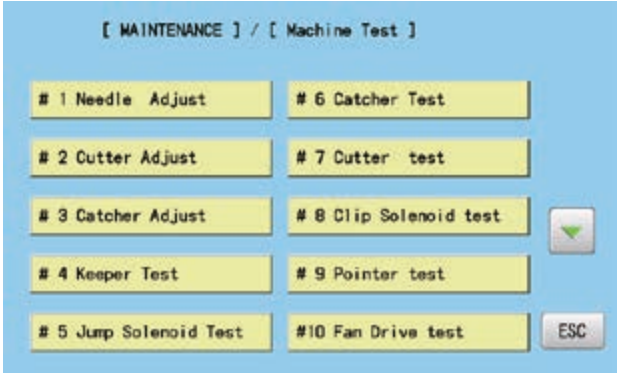 [ MAINTENANCE ] / [ Machine Test ]
# 1 Needle Adjust
# 2 Cutter Adjust
# 3 Catcher Adjust
# 4 Keeper Test
# 5 Jump Solenoid Test
# 6 Catcher Test
# 7 Cutter test
# 8 Clip Solenoid test
# 9 Pointer test
#10 Fan Drive test
ESC